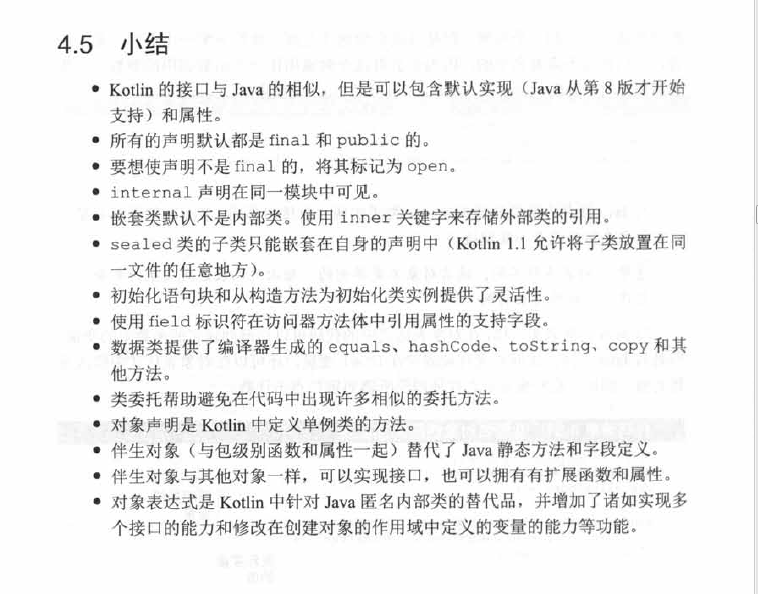 4.5 小结
• Kotlin 的接口与 Java 的相似，但是可以包含默认实现（Java 从第 8 版才开始
支持）和属性。
• 所有的声明默认都是 final 和 public 的。
• 要想使声明不是 final 的，将其标记为 open。
• internal 声明在同一模块中可见。
• 嵌套类默认不是内部类。使用 inner 关键字来存储外部类的引用。
• sealed 类的子类只能嵌套在自身的声明中（Kotlin 1.1 允许将子类放置在同
一文件的任意地方）。
• 初始化语句块和从构造方法为初始化类实例提供了灵活性。
• 使用 field 标识符在访问器方法体中引用属性的支持字段。
• 数据类提供了编译器生成的 equals、hashCode、toString、copy 和其
他方法。
• 类委托帮助避免在代码中出现许多相似的委托方法。
• 对象声明是 Kotlin 中定义单例类的方法。
• 伴生对象（与包级别函数和属性一起）替代了 Java 静态方法和字段定义。
• 伴生对象与其他对象一样，可以实现接口，也可以拥有有扩展函数和属性。
• 对象表达式是 Kotlin 中针对 Java 匿名内部类的替代品，并增加了诸如实现多
个接口的能力和修改在创建对象的作用域中定义的变量的能力等功能。